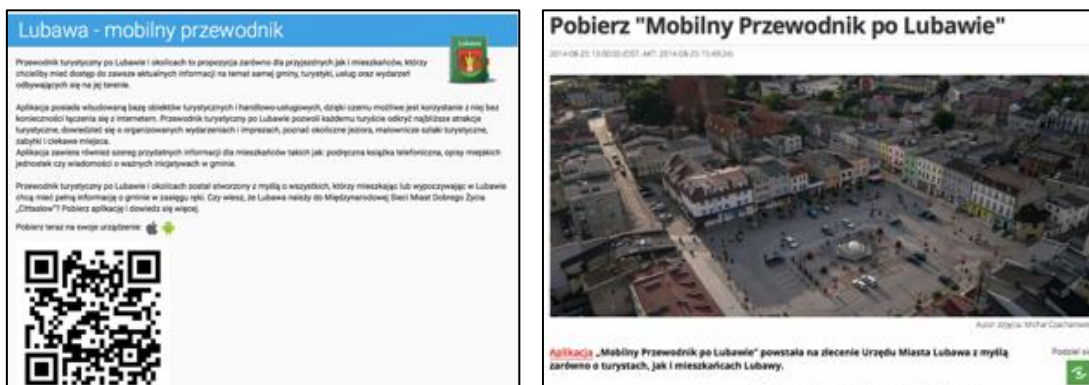 Lubawa - mobilny przewodnik
Przewodnik turystyczny po Lubawie i okolicach to propozycja zarówno dla przyjezdnych jak i mieszkańców, którzy
chcieliby mieć dostęp do zawsze aktualnych informacji na temat samej gminy, turystyki, usług oraz wydarzeń
odbywających się na jej terenie.
Aplikacja posiada wbudowaną bazę obiektów turystycznych i handlowo-usługowych, dzięki czemu możliwe jest korzystanie z niej bez
konieczności łączenia się z internetem. Przewodnik turystyczny po Lubawie pozwoli każdemu turyście odkryć najbliższe atrakcje
turystyczne, dowiedzieć się o organizowanych wydarzeniach i imprezach, poznać okoliczne jeziora, malownicze szlaki turystyczne,
zabytki i ciekawe miejsca.
Aplikacja zawiera również szereg przydatnych informacji dla mieszkańców takich jak: podręczna książka telefoniczna, opisy miejskich
jednostek czy wiadomości o ważnych inicjatywach w gminie.
Przewodnik turystyczny po Lubawie i okolicach został stworzony z myślą o wszystkich, którzy mieszkając lub wypoczywając w Lubawie
chcą mieć pełną informację o gminie w zasięgu ręki. Czy wiesz, że Lubawa należy do Międzynarodowej Sieci Miast Dobrego Życia
„Cittaslow"? Pobierz aplikację i dowiedz się więcej.
Pobierz teraz na swoje urządzenie:
Pobierz "Mobilny Przewodnik po Lubawie"
Autor zdjęcia: Michał
Aplikacja „Mobilny Przewodnik po Lubawie" powstała na zlecenie Urzędu Miasta Lubawa z myślą
zarówno o turystach, jak i mieszkańcach Lubawy.
Podziel się